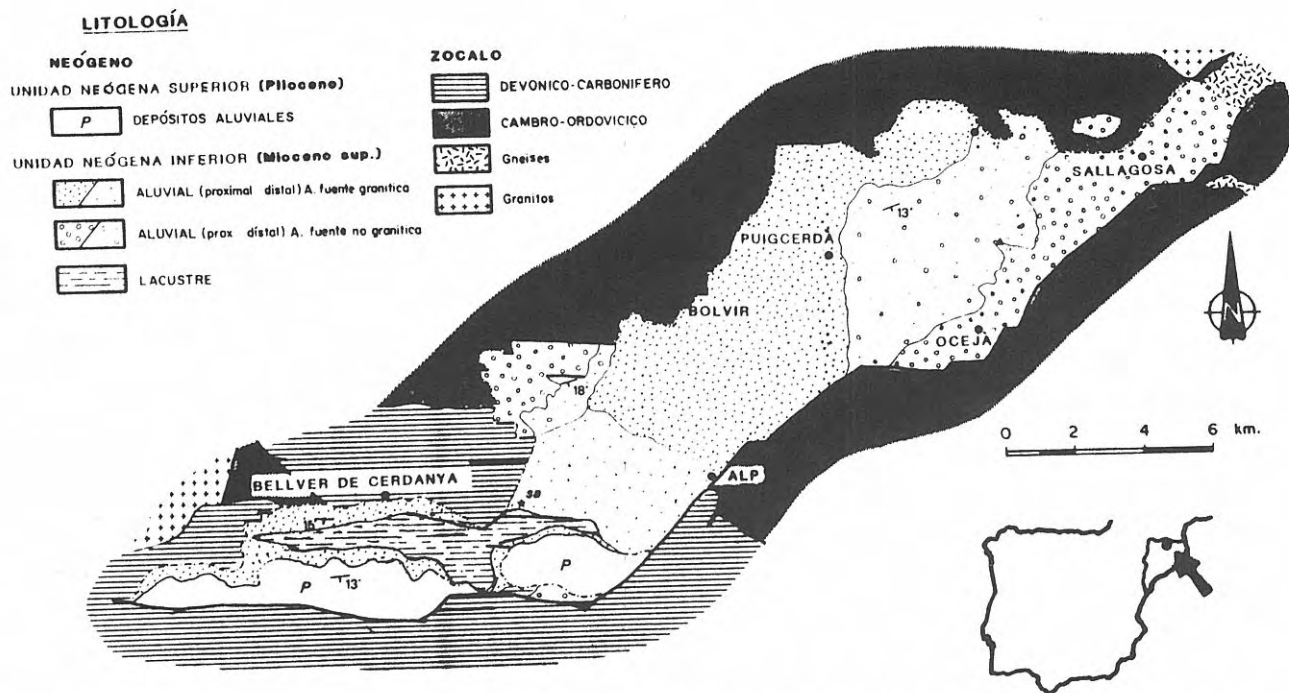 LITOLOGÍA
NEÓGENO
UNIDAD NEÓGENA SUPERIOR (Plioceno)
P DEPÓSITOS ALUVIALES
UNIDAD NEÓGENA INFERIOR (Mioceno sup.)
ALUVIAL (proximal distal) A. fuente granitica
ALUVIAL (prox distal) A. fuente no granitica
LACUSTRE
ZOCALO
DEVONICO-CARBONIFERO
CAMBRO-ORDOVICICO
Gneises
Granitos
SALLAGOSA
13°
PUIGCERDÁ
BOLVIR
OCEJA
N
18°
0 2 4 6 km.
ALP
BELLVER DE CERDANYA
SB
P
P
13°